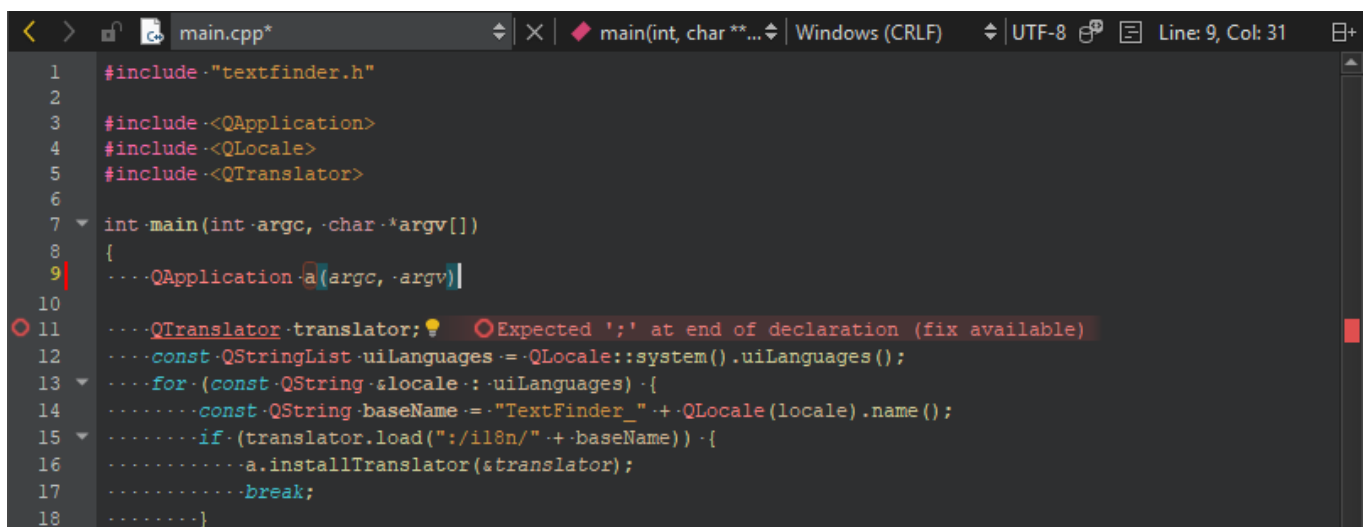 main.cpp* main(int, char **... Windows (CRLF) UTF-8 Line: 9, Col: 31
1 #include "textfinder.h"
2
3 #include <QApplication>
4 #include <QLocale>
5 #include <QTranslator>
6
7 int main(int argc, char *argv[])
8 {
9 QApplication a(argc, argv)
10
11 QTranslator translator; Expected ';' at end of declaration (fix available)
12 const QStringList uiLanguages = QLocale::system().uiLanguages();
13 for (const QString &locale : uiLanguages) {
14 const QString baseName = "TextFinder_" + QLocale(locale).name();
15 if (translator.load(":/i18n/" + baseName)) {
16 a.installTranslator(&translator);
17 break;
18 }